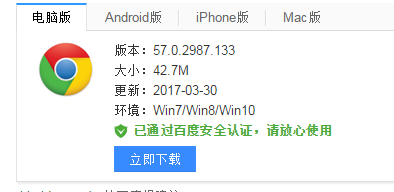 电脑版 Android版 iPhone版 Mac版
版本：57.0.2987.133
大小：42.7M
更新：2017-03-30
环境：Win7/Win8/Win10
已通过百度安全认证，请放心使用
立即下载